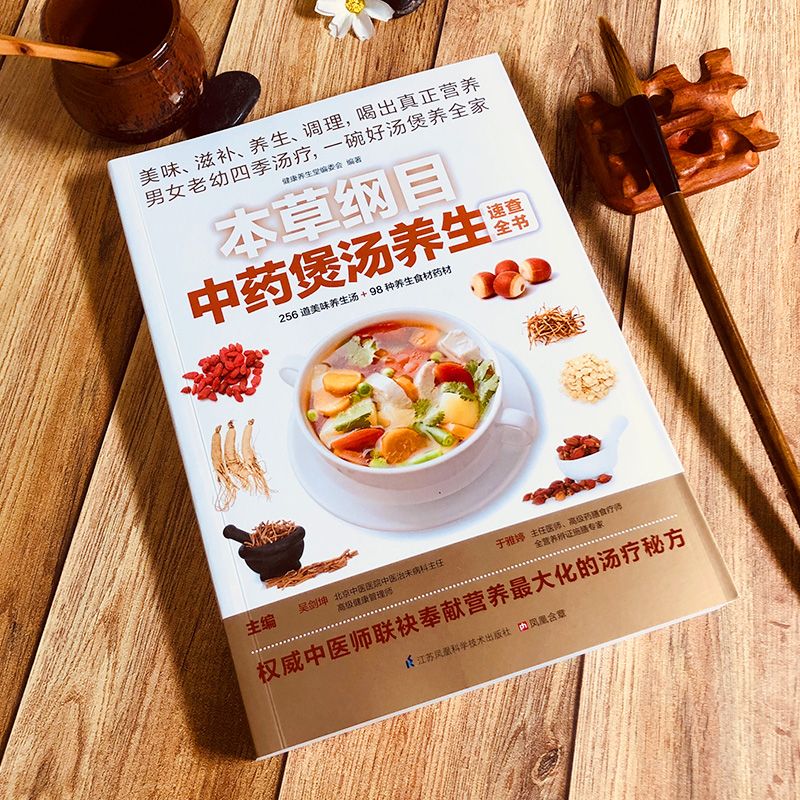 美味、滋补、养生、调理,喝出真正营养
男女老幼四季汤疗,一碗好汤煲养全家
健康养生堂编委会 编著
本草纲目
中药煲汤养生
速查
全书
256 道美味养生汤 + 98 种养生食材药材
主编 吴剑坤 北京中医医院中医治未病科主任
高级健康管理师
于雅婷 主任医师、高级药膳食疗师
全营养辩证施膳专家
权威中医师联袂奉献营养最大化的汤疗秘方
江苏凤凰科学技术出版社 凤凰含章